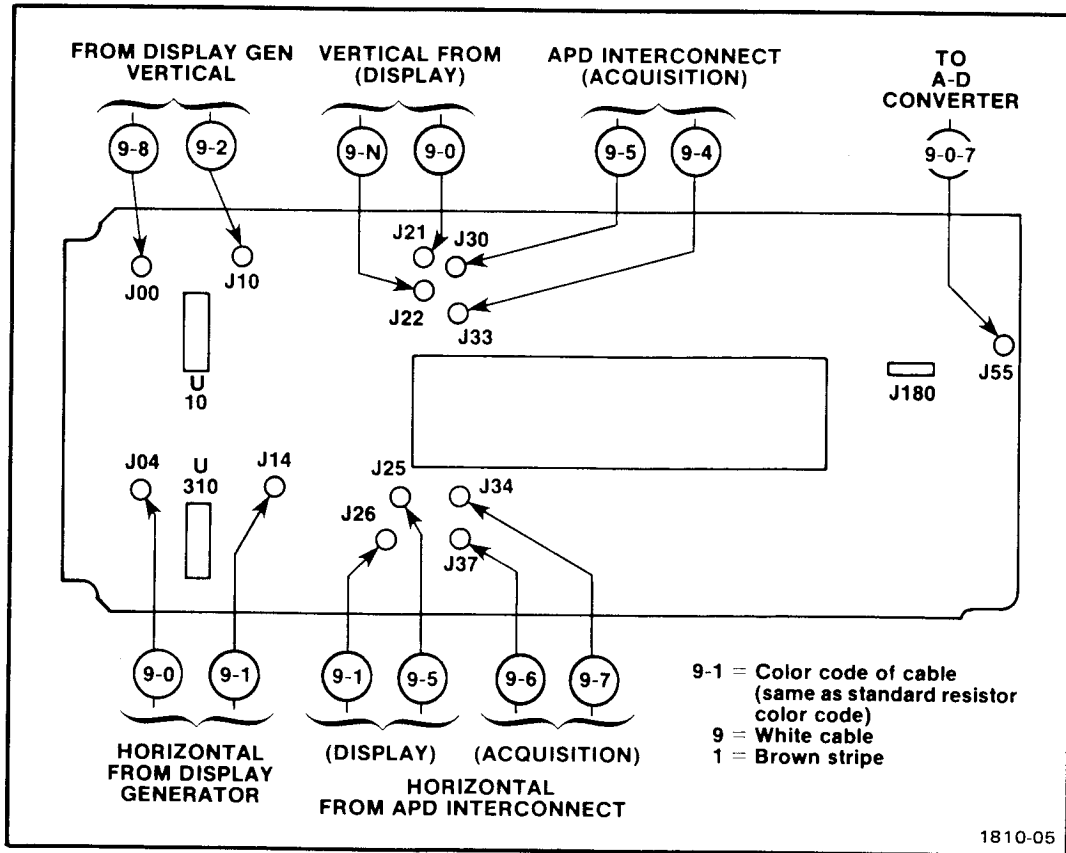 FROM DISPLAY GEN
VERTICAL
VERTICAL FROM
(DISPLAY)
APD INTERCONNECT
(ACQUISITION)
TO
A-D
CONVERTER
9-8
9-2
9-N
9-0
9-5
9-4
9-0-7
J00
J10
J21
J30
J22
J33
J55
J180
U
10
U
310
J04
J14
J25
J34
J26
J37
9-0
9-1
9-1
9-5
9-6
9-7
HORIZONTAL
FROM DISPLAY
GENERATOR
(DISPLAY)
(ACQUISITION)
HORIZONTAL
FROM APD INTERCONNECT
9-1 = Color code of cable
(same as standard resistor
color code)
9 = White cable
1 = Brown stripe
1810-05